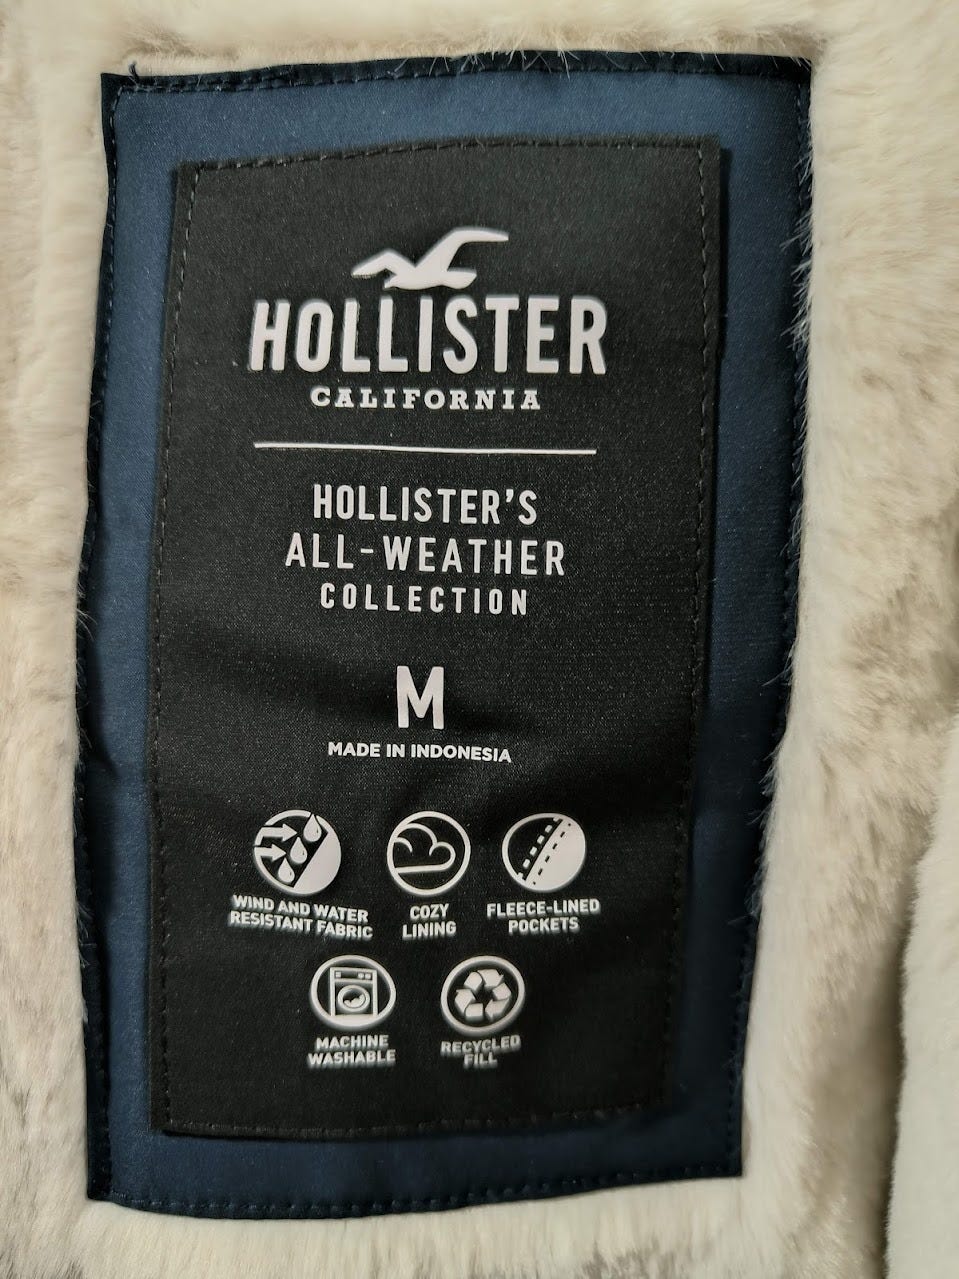 HOLLISTER
CALIFORNIA
HOLLISTER'S
ALL-WEATHER
COLLECTION
M
MADE IN INDONESIA
WIND AND WATER
RESISTANT FABRIC
COZY
LINING
FLEECE-LINED
POCKETS
MACHINE
WASHABLE
RECYCLED
FILL